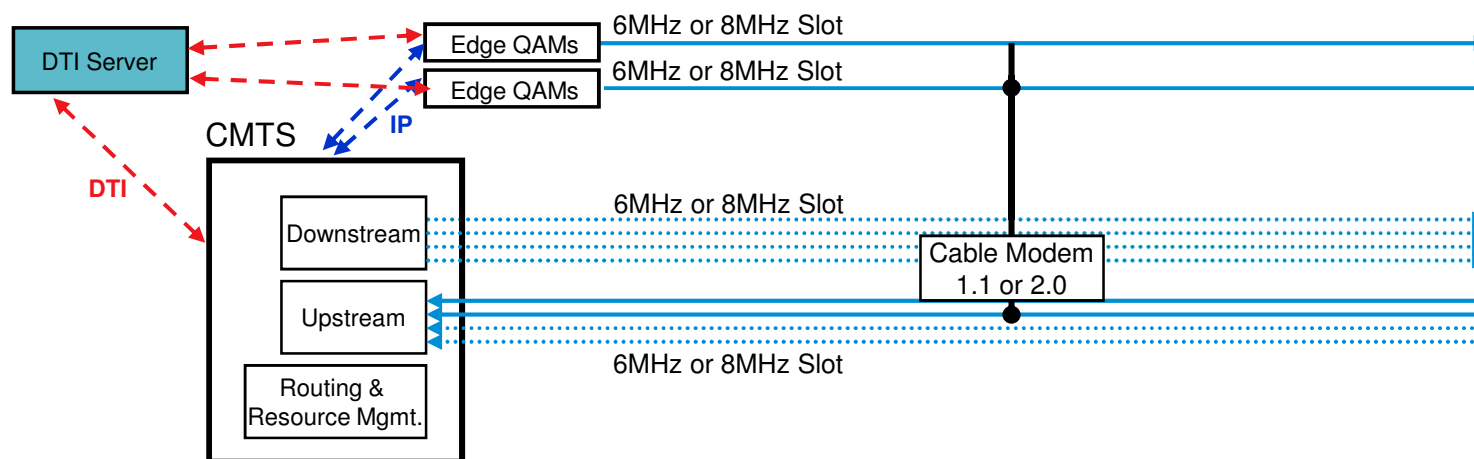 6MHz or 8MHz Slot
DTI Server
Edge QAMs
6MHz or 8MHz Slot
Edge QAMs
IP
CMTS
DTI
6MHz or 8MHz Slot
Downstream
Cable Modem
1.1 or 2.0
Upstream
6MHz or 8MHz Slot
Routing &
Resource Mgmt.